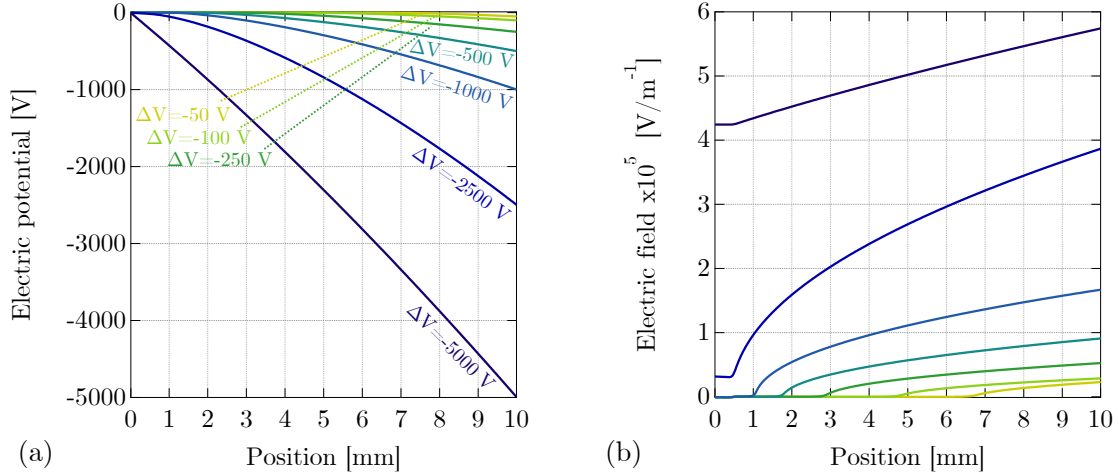 0
-1000
-2000
-3000
-4000
-5000
Electric potential [V]
ΔV=-50 V
ΔV=-100 V
ΔV=-250 V
ΔV=-500 V
ΔV=-1000 V
ΔV=-2500 V
ΔV=-5000 V
0 1 2 3 4 5 6 7 8 9 10
Position [mm]
(a)
6
5
4
3
2
1
0
Electric field x10⁵ [V/m⁻¹]
0 1 2 3 4 5 6 7 8 9 10
Position [mm]
(b)